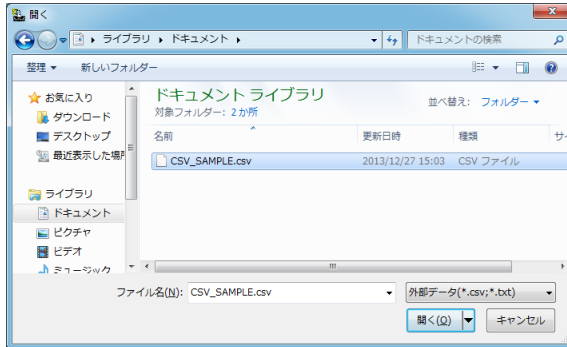 開く
ライブラリ ▸ ドキュメント ▸
ドキュメントの検索
整理 ▼ 新しいフォルダー
お気に入り
ダウンロード
デスクトップ
最近表示した場所
ライブラリ
ドキュメント
ピクチャ
ビデオ
ミュージック
ドキュメント ライブラリ
対象フォルダー: 2 か所
並べ替え: フォルダー ▼
名前 更新日時 種類 サ
CSV_SAMPLE.csv 2013/12/27 15:03 CSV ファイル
ファイル名(N): CSV_SAMPLE.csv
外部データ(*.csv;*.txt)
開く(O) キャンセル